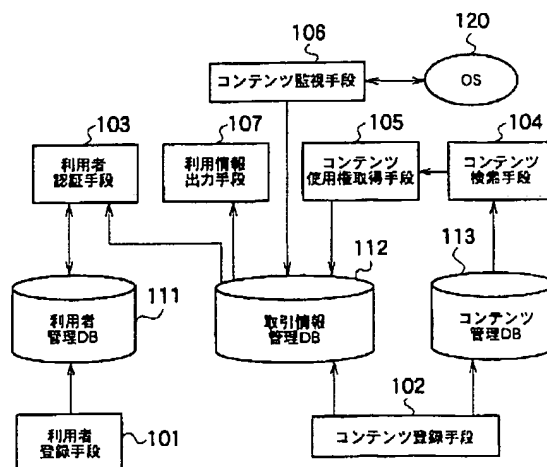 106
120
コンテンツ監視手段
OS
103
107
105
104
利用者
認証手段
利用情報
出力手段
コンテンツ
使用権取得手段
コンテンツ
検索手段
111
112
113
利用者
管理DB
取引情報
管理DB
コンテンツ
管理DB
102
利用者
登録手段
101
コンテンツ登録手段